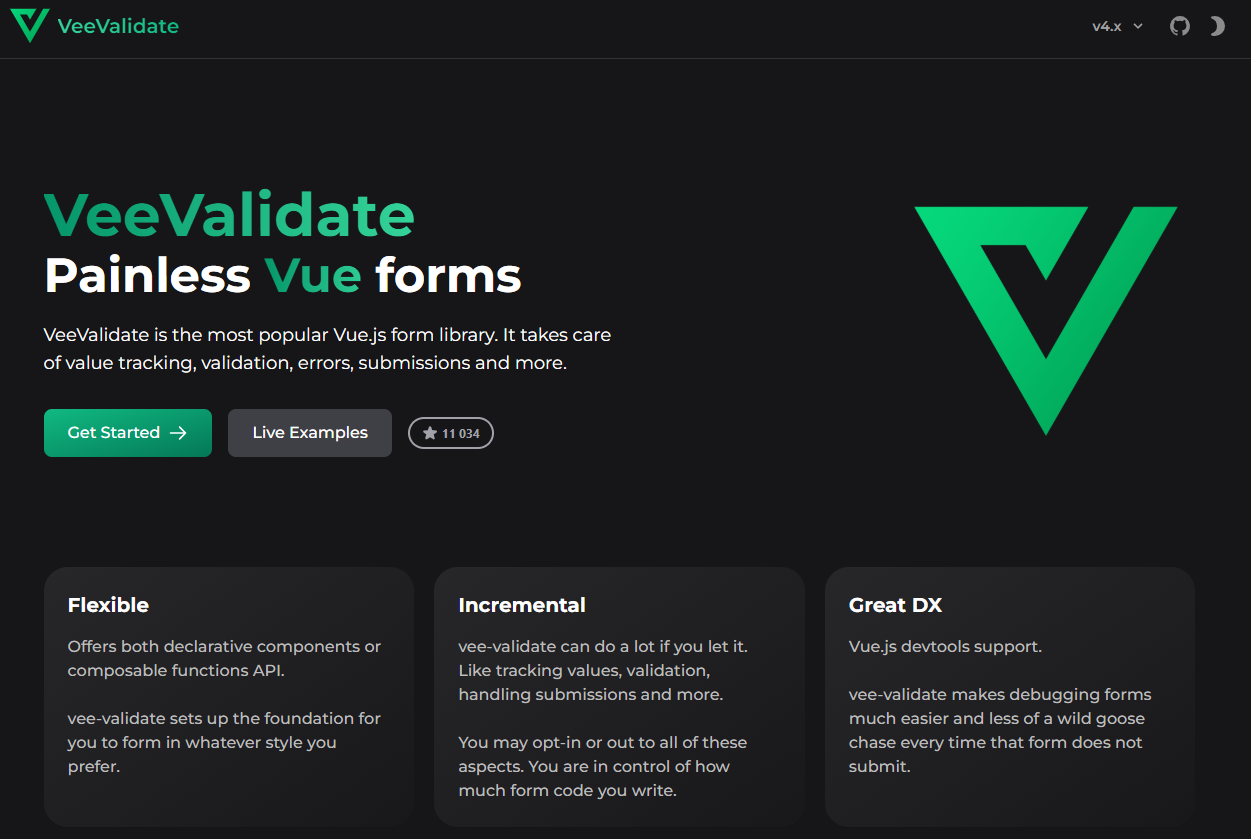 VeeValidate
v4.x
VeeValidate
Painless Vue forms
VeeValidate is the most popular Vue.js form library. It takes care
of value tracking, validation, errors, submissions and more.
Get Started
Live Examples
11 034
Flexible
Offers both declarative components or
composable functions API.
vee-validate sets up the foundation for
you to form in whatever style you
prefer.
Incremental
vee-validate can do a lot if you let it.
Like tracking values, validation,
handling submissions and more.
You may opt-in or out to all of these
aspects. You are in control of how
much form code you write.
Great DX
Vue.js devtools support.
vee-validate makes debugging forms
much easier and less of a wild goose
chase every time that form does not
submit.